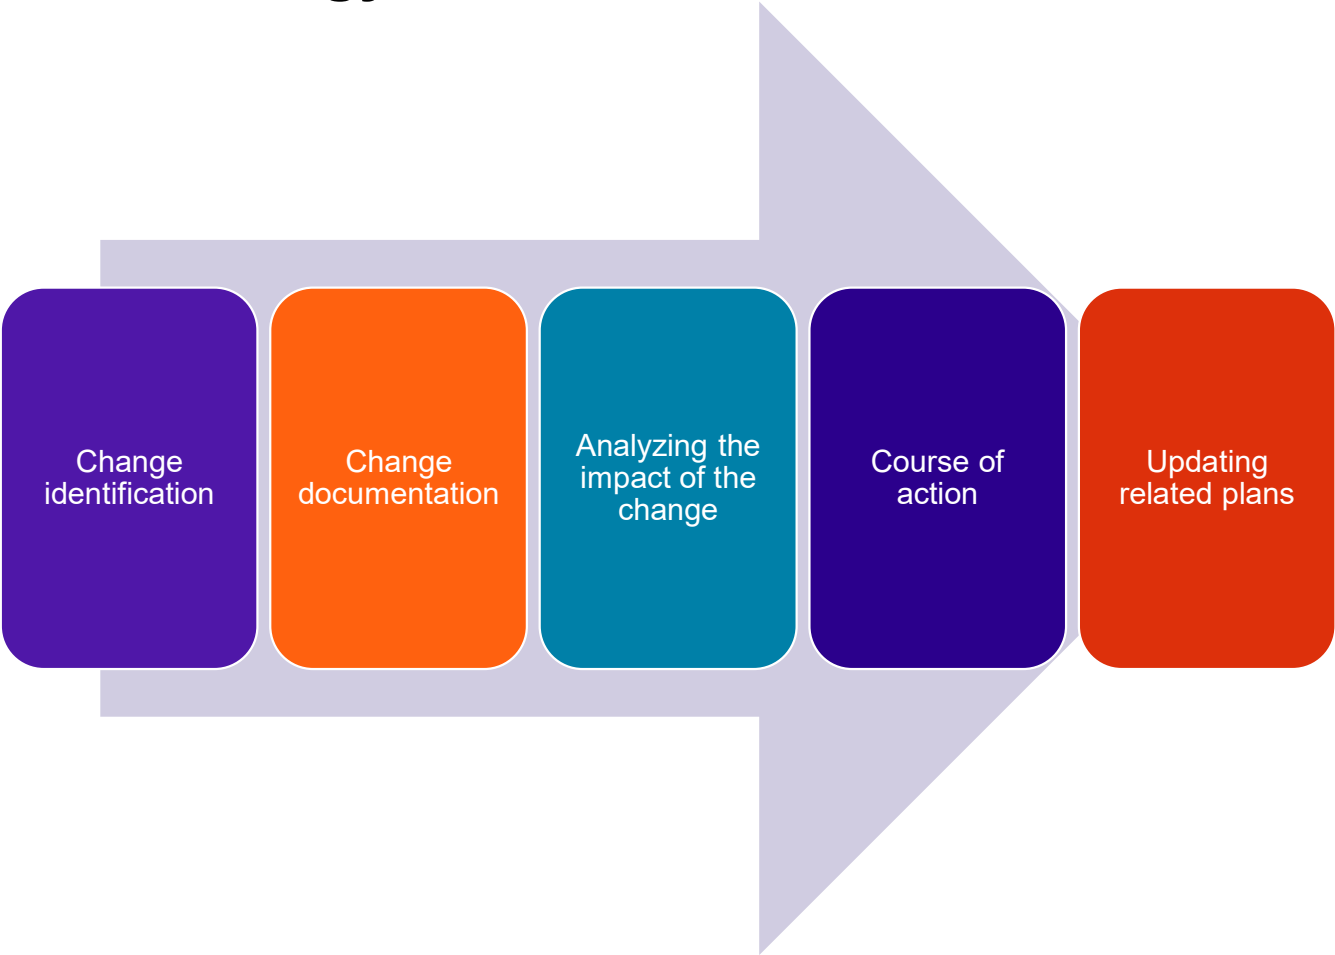 Change
identification
Change
documentation
Analyzing the
impact of the
change
Course of
action
Updating
related plans